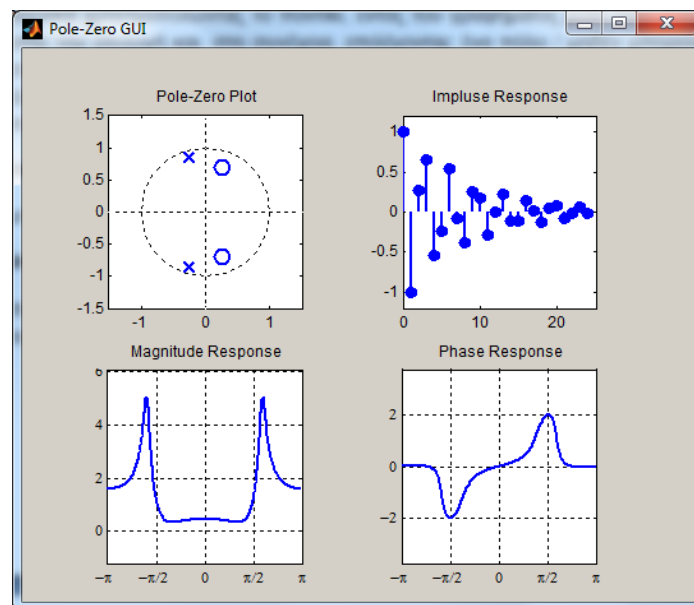 Pole-Zero GUI
Pole-Zero Plot
1.5
1
0.5
0
-0.5
-1
-1.5
-1 0 1
Impluse Response
1
0.5
0
-0.5
-1
0 10 20
Magnitude Response
6
4
2
0
−π −π/2 0 π/2 π
Phase Response
2
0
−2
−π −π/2 0 π/2 π